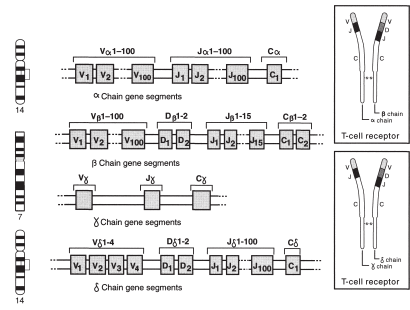 Vα1–100 Jα1–100 Cα
V1 V2 V100 J1 J2 J100 C1
α Chain gene segments
14
Vβ1–100 Dβ1-2 Jβ1-15 Cβ1–2
V1 V2 V100 D1 D2 J1 J2 J15 C1 C2
β Chain gene segments
Vɣ Jɣ Cɣ
ɣ Chain gene segments
7
Vδ1-4 Dδ1-2 Jδ1-100 Cδ
V1 V2 V3 V4 D1 D2 J1 J2 J100 C1
δ Chain gene segments
14
V V
J D
J
C C
β chain
α chain
T-cell receptor
V V
J D
J
C C
δ chain
ɣ chain
T-cell receptor